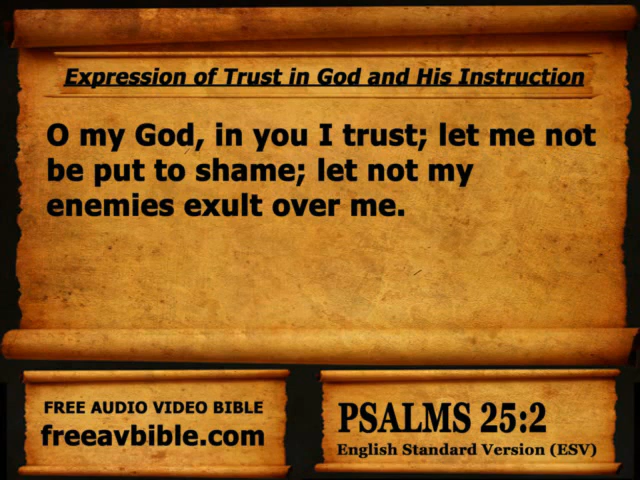 Expression of Trust in God and His Instruction
O my God, in you I trust; let me not
be put to shame; let not my
enemies exult over me.
FREE AUDIO VIDEO BIBLE
freeavbible.com
PSALMS 25:2
English Standard Version (ESV)